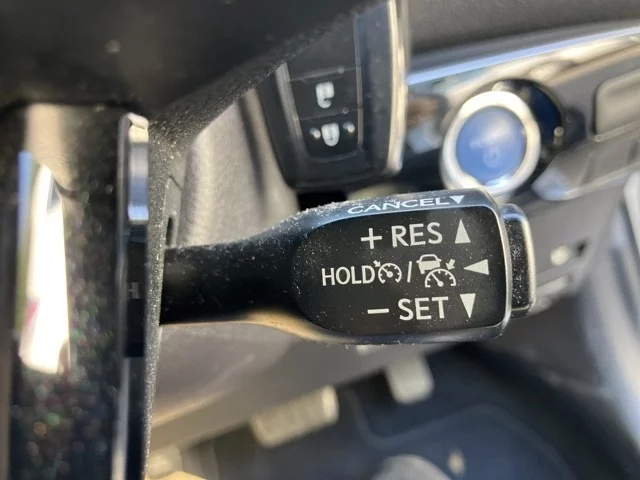 CANCEL▼
+ RES ▲
HOLD / ◀
− SET ▼
H